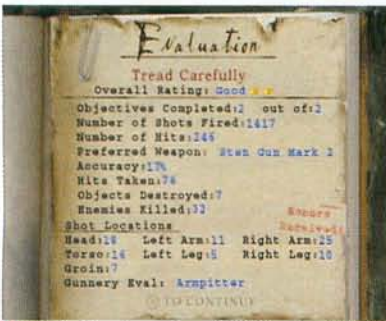 Evaluation
Tread Carefully
Overall Rating: Good
Objectives Completed:2 out of:2
Number of Shots Fired:1417
Number of Hits:246
Preferred Weapon: Sten Gun Mark 2
Accuracy:17%
Hits Taken:76
Objects Destroyed:7
Enemies Killed:33
Honors
Received:
Shot Locations
Head:18 Left Arm:11 Right Arm:25
Torso:16 Left Leg:5 Right Leg:10
Groin:7
Gunnery Eval: Armpitter
TO CONTINUE